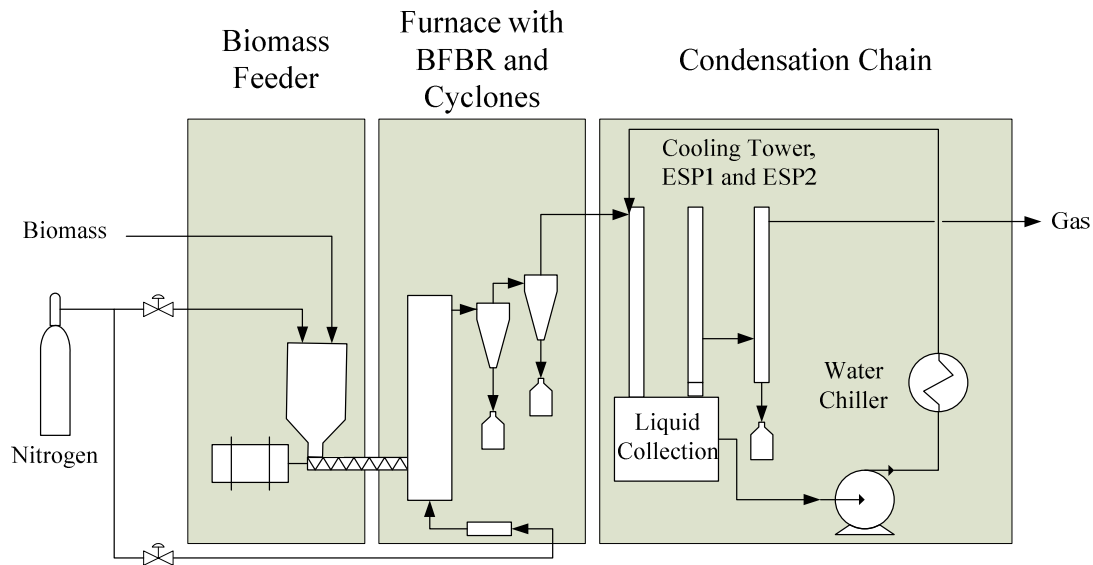 Biomass
Feeder
Furnace with
BFBR and
Cyclones
Condensation Chain
Cooling Tower,
ESP1 and ESP2
Biomass
Gas
Nitrogen
Water
Chiller
Liquid
Collection